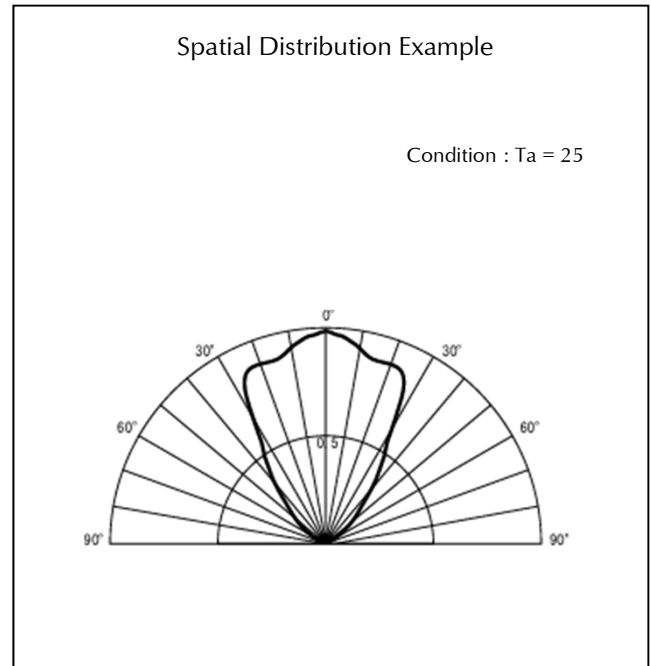 Spatial Distribution Example
Condition : Ta = 25
0°
30° 30°
60° 60°
0.5
90° 90°